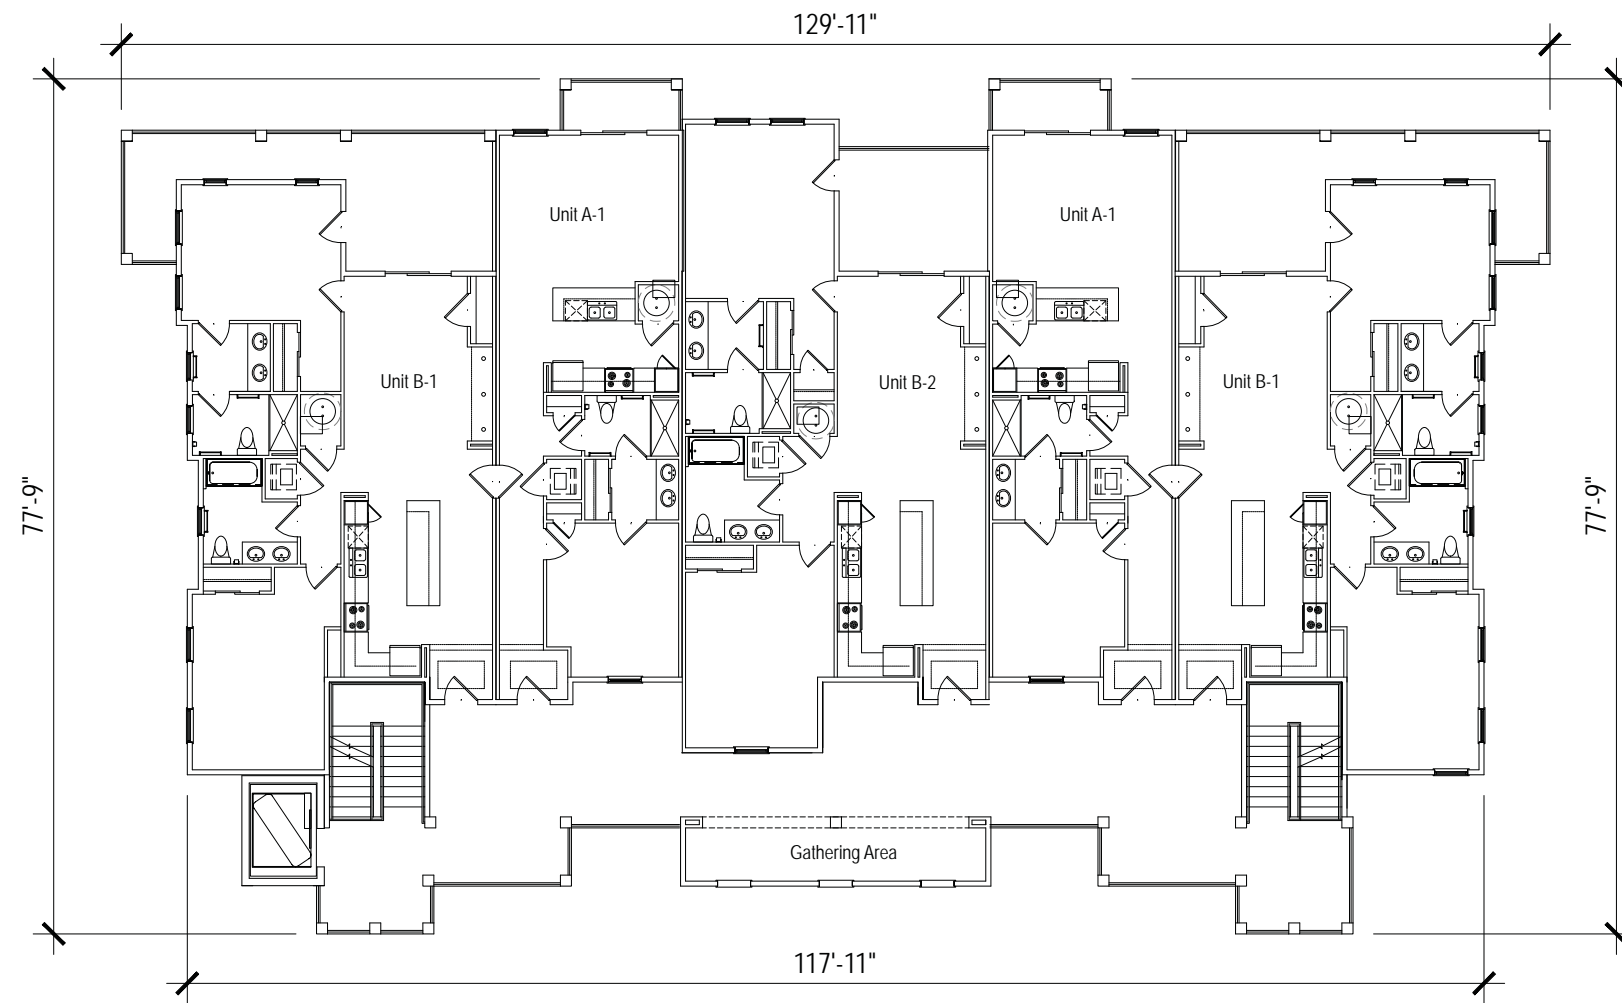 129'-11"
Unit A-1
Unit A-1
Unit B-1
Unit B-2
Unit B-1
77'-9"
77'-9"
Gathering Area
117'-11"